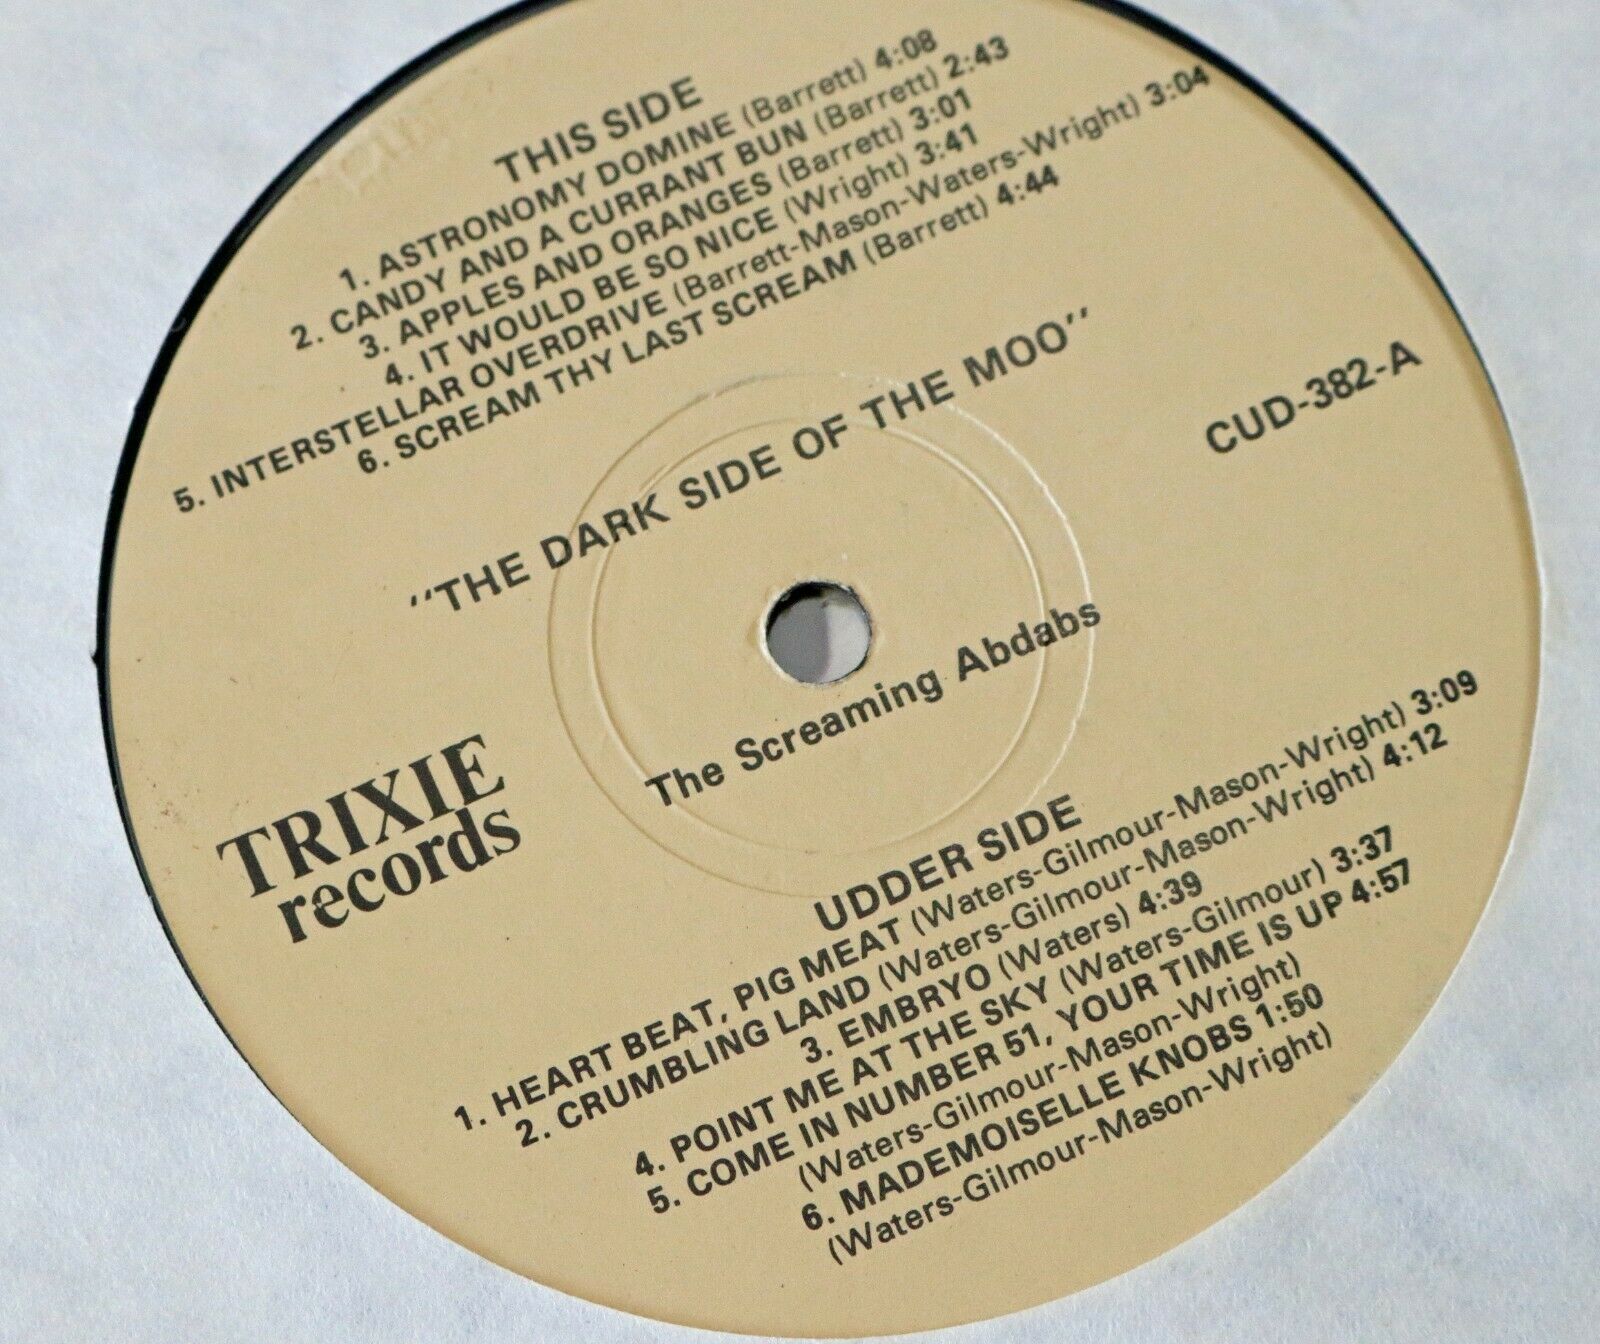 THIS SIDE
1. ASTRONOMY DOMINE (Barrett) 4:08
2. CANDY AND A CURRANT BUN (Barrett) 2:43
3. APPLES AND ORANGES (Barrett) 3:01
4. IT WOULD BE SO NICE (Wright) 3:41
5. INTERSTELLAR OVERDRIVE (Barrett-Mason-Waters-Wright) 3:04
6. SCREAM THY LAST SCREAM (Barrett) 4:44
"THE DARK SIDE OF THE MOO"
CUD-382-A
The Screaming Abdabs
TRIXIE
records
UDDER SIDE
1. HEART BEAT, PIG MEAT (Waters-Gilmour-Mason-Wright) 3:09
2. CRUMBLING LAND (Waters-Gilmour-Mason-Wright) 4:12
3. EMBRYO (Waters) 4:39
4. POINT ME AT THE SKY (Waters-Gilmour) 3:37
5. COME IN NUMBER 51, YOUR TIME IS UP 4:57
(Waters-Gilmour-Mason-Wright)
6. MADEMOISELLE KNOBS 1:50
(Waters-Gilmour-Mason-Wright)